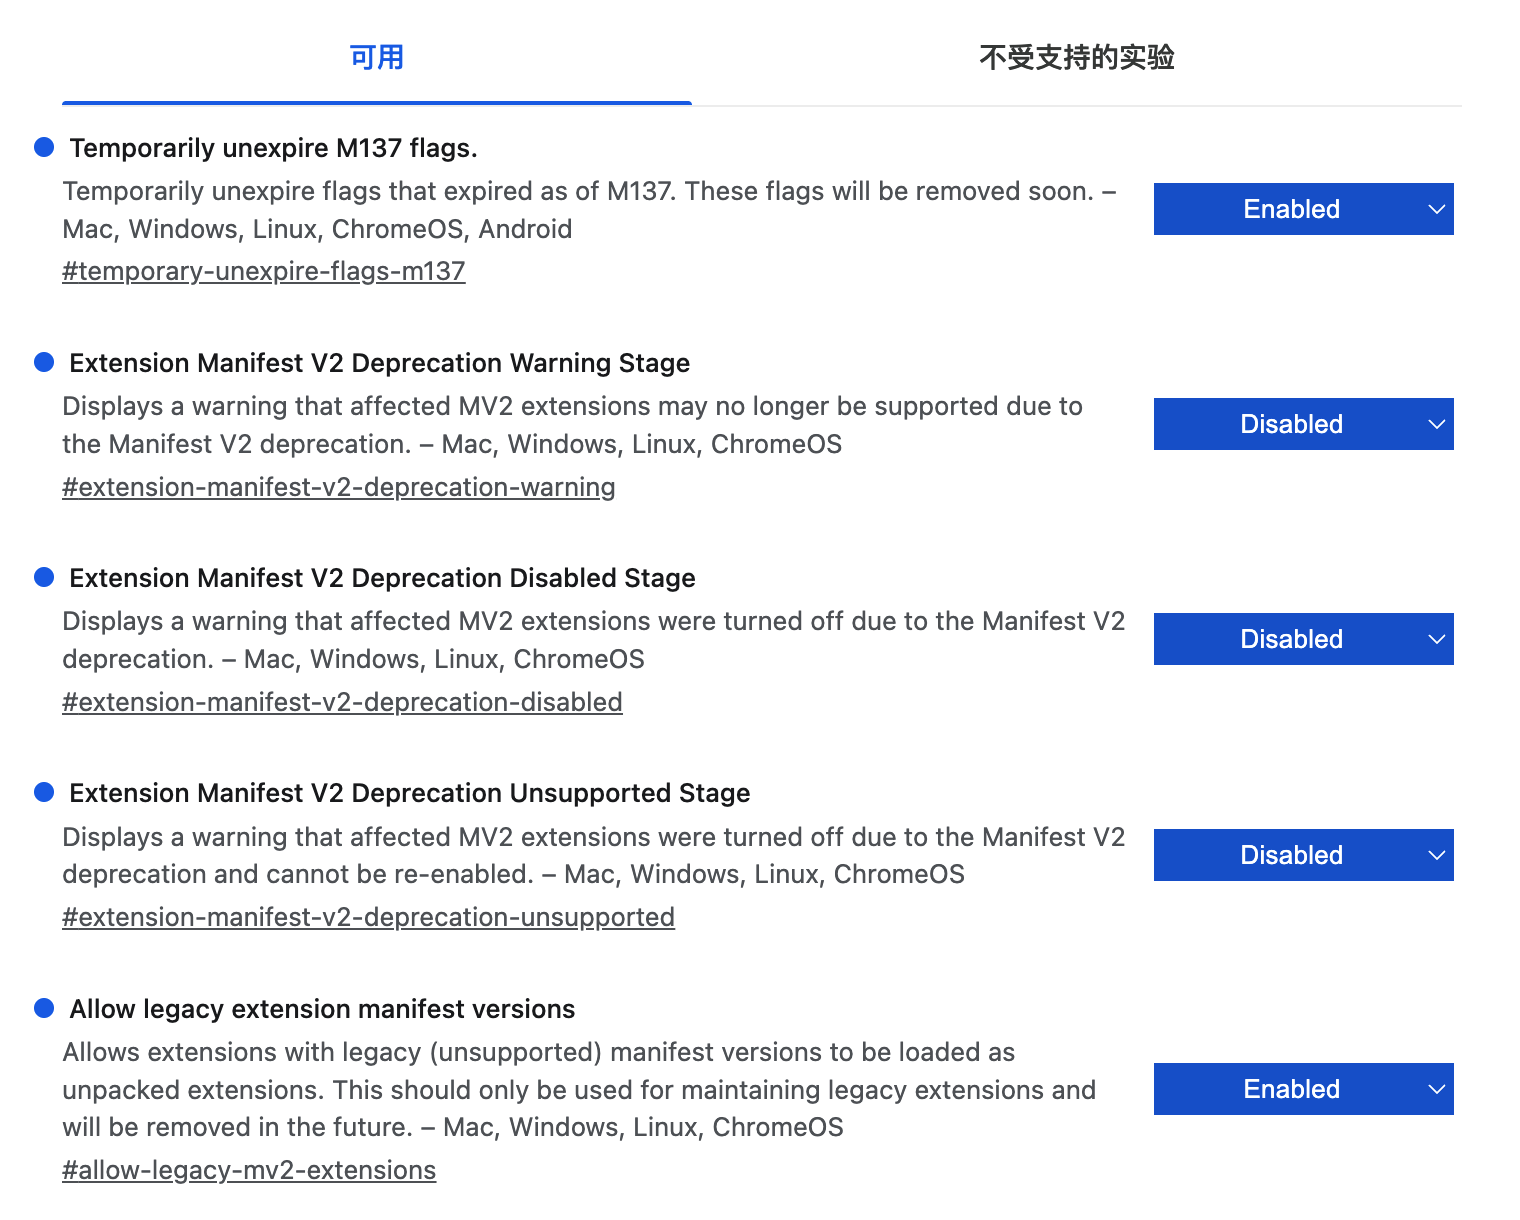 可用
不受支持的实验
Temporarily unexpire M137 flags.
Temporarily unexpire flags that expired as of M137. These flags will be removed soon. –
Mac, Windows, Linux, ChromeOS, Android
#temporary-unexpire-flags-m137
Enabled
Extension Manifest V2 Deprecation Warning Stage
Displays a warning that affected MV2 extensions may no longer be supported due to
the Manifest V2 deprecation. – Mac, Windows, Linux, ChromeOS
#extension-manifest-v2-deprecation-warning
Disabled
Extension Manifest V2 Deprecation Disabled Stage
Displays a warning that affected MV2 extensions were turned off due to the Manifest V2
deprecation. – Mac, Windows, Linux, ChromeOS
#extension-manifest-v2-deprecation-disabled
Disabled
Extension Manifest V2 Deprecation Unsupported Stage
Displays a warning that affected MV2 extensions were turned off due to the Manifest V2
deprecation and cannot be re-enabled. – Mac, Windows, Linux, ChromeOS
#extension-manifest-v2-deprecation-unsupported
Disabled
Allow legacy extension manifest versions
Allows extensions with legacy (unsupported) manifest versions to be loaded as
unpacked extensions. This should only be used for maintaining legacy extensions and
will be removed in the future. – Mac, Windows, Linux, ChromeOS
#allow-legacy-mv2-extensions
Enabled